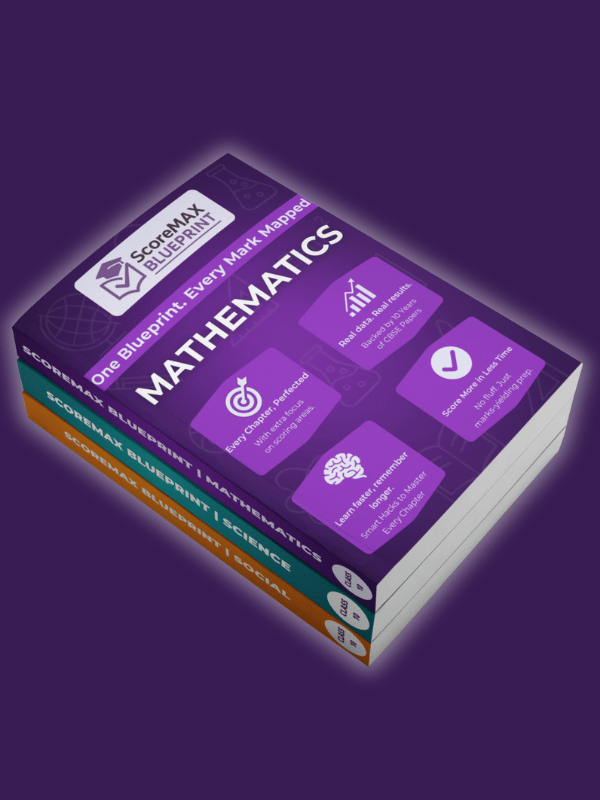 ScoreMAX
BLUEPRINT
One Blueprint. Every Mark Mapped
MATHEMATICS
Real data. Real results.
Backed by 10 Years
of CBSE Papers
Every Chapter, Perfected
With extra focus
on scoring areas.
Score More in Less Time
No fluff. Just
marks-yielding prep.
Learn faster, remember
longer.
Smart Hacks to Master
Every Chapter
SCOREMAX BLUEPRINT | MATHEMATICS
CLASS
10
SCOREMAX BLUEPRINT | SCIENCE
CLASS
10
SCOREMAX BLUEPRINT | SOCIAL
CLASS
10